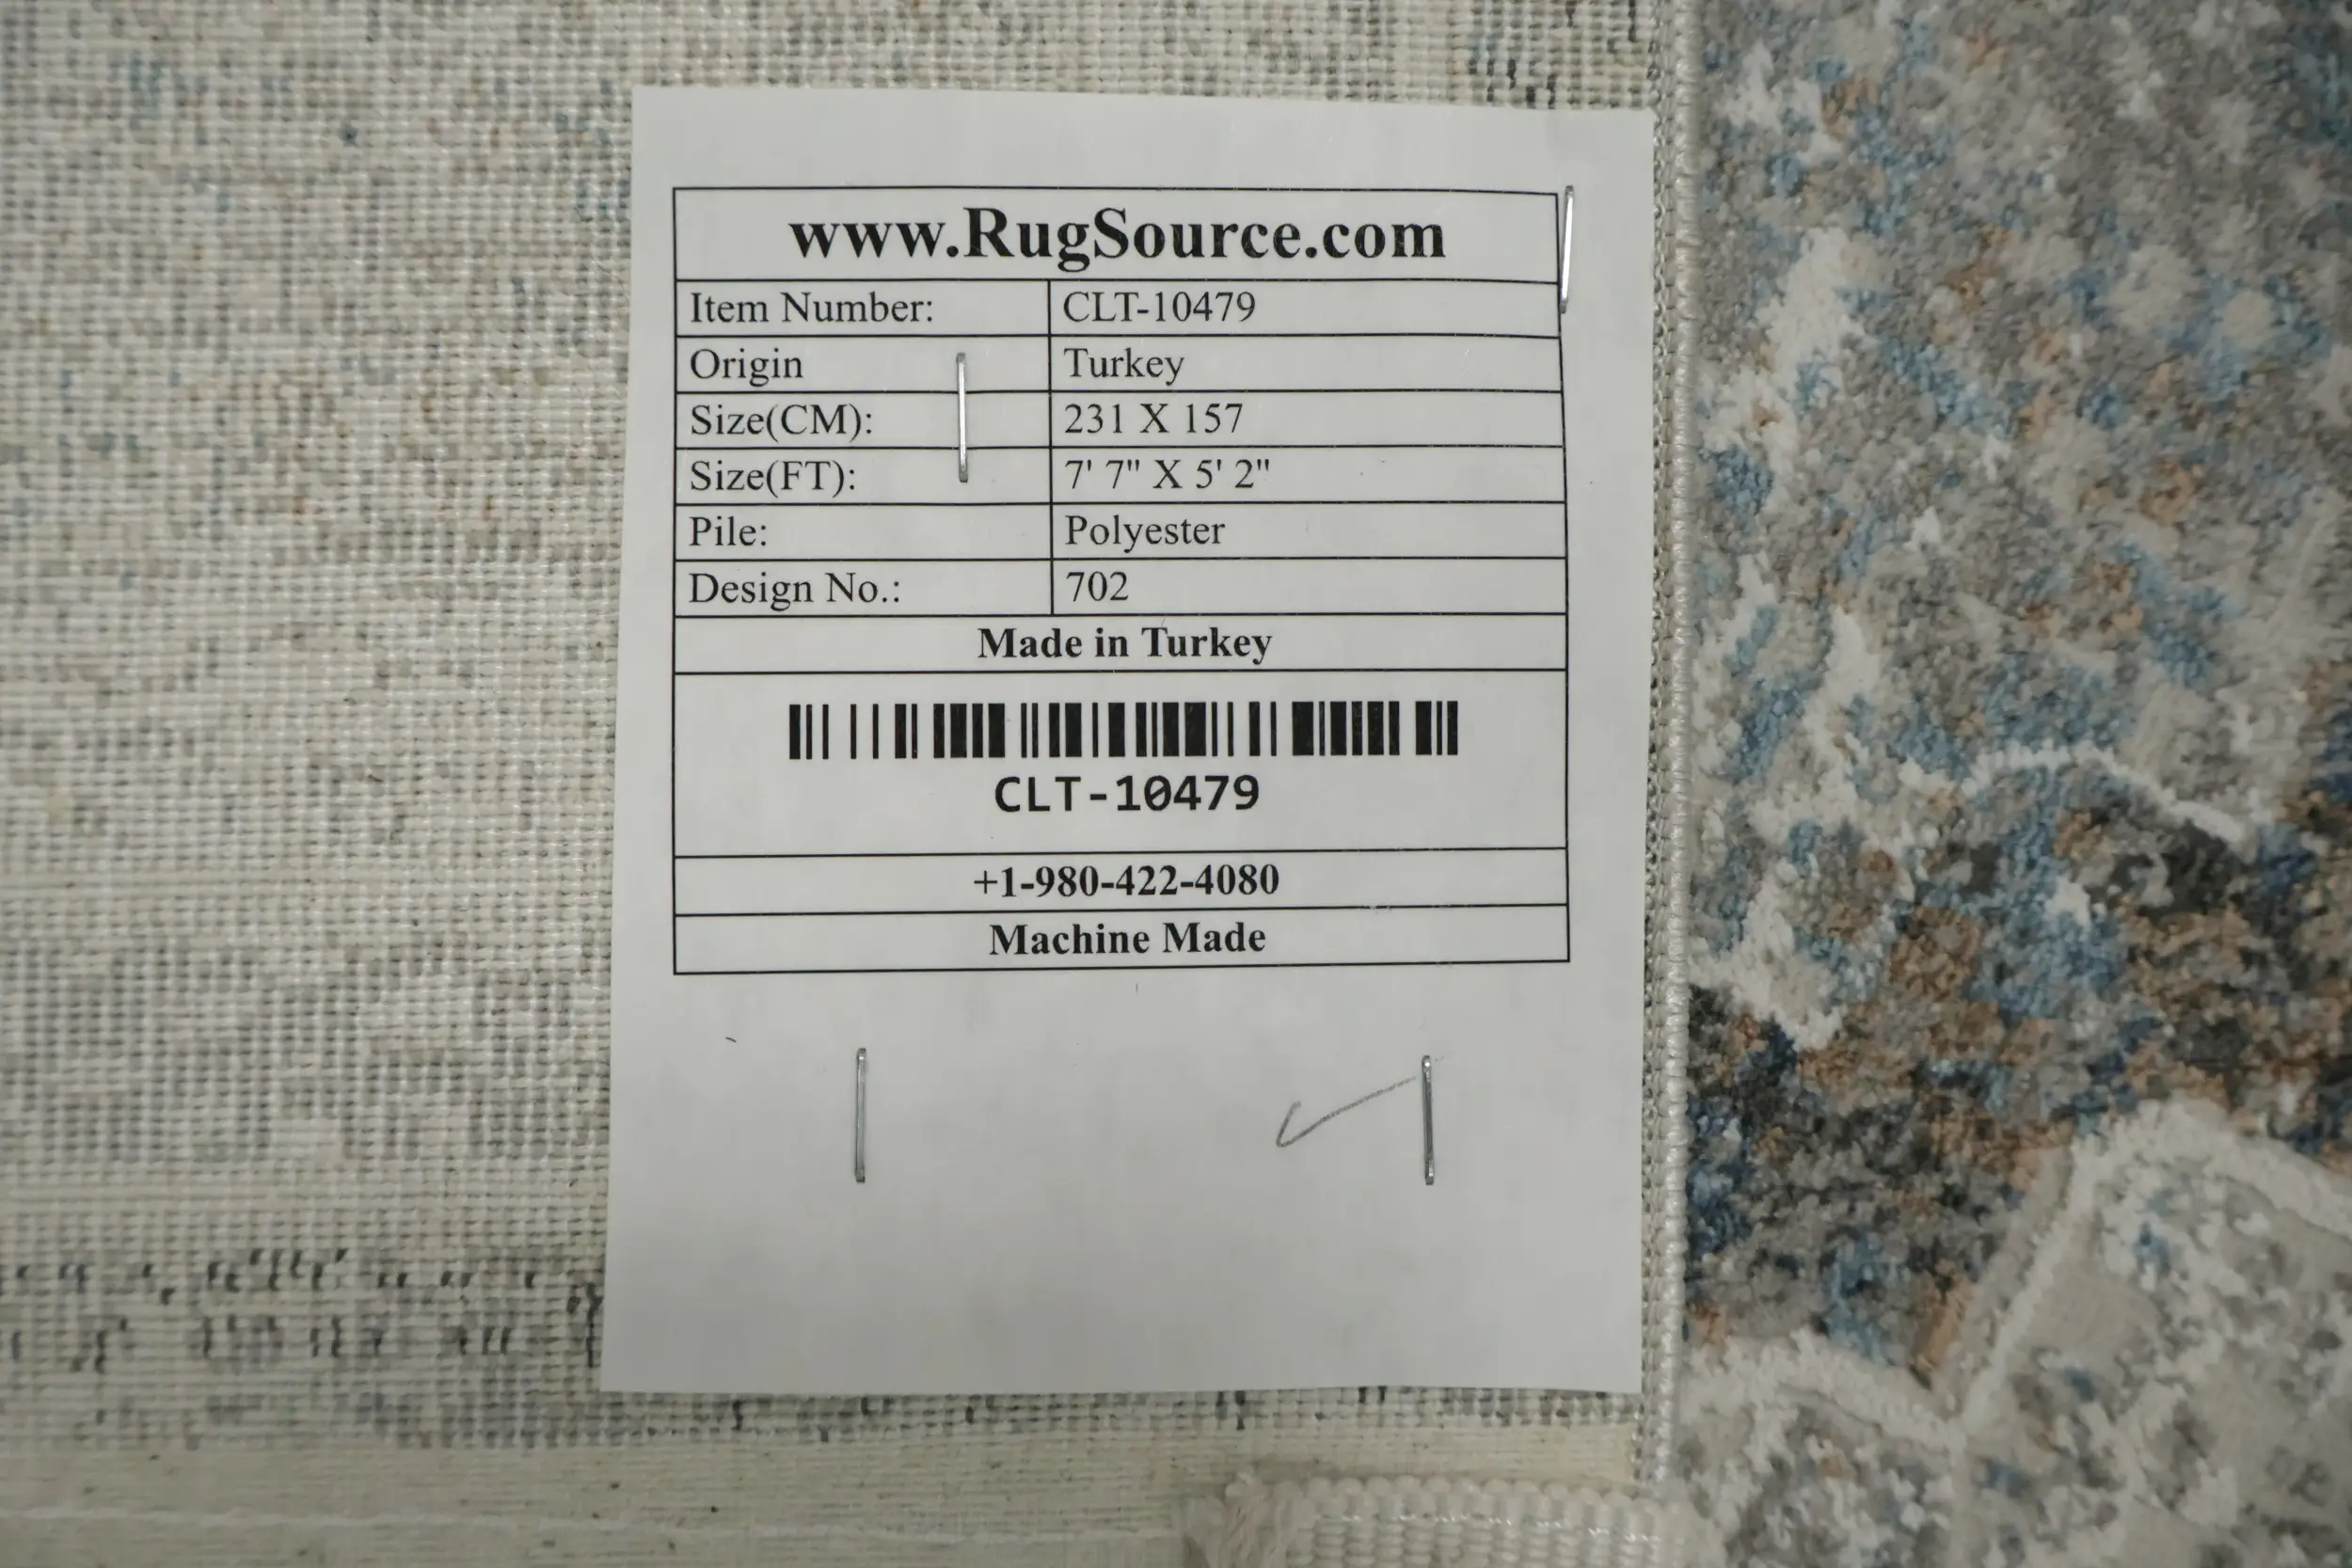 www.RugSource.com
Item Number: CLT-10479
Origin Turkey
Size(CM): 231 X 157
Size(FT): 7' 7" X 5' 2"
Pile: Polyester
Design No.: 702
Made in Turkey
CLT-10479
+1-980-422-4080
Machine Made